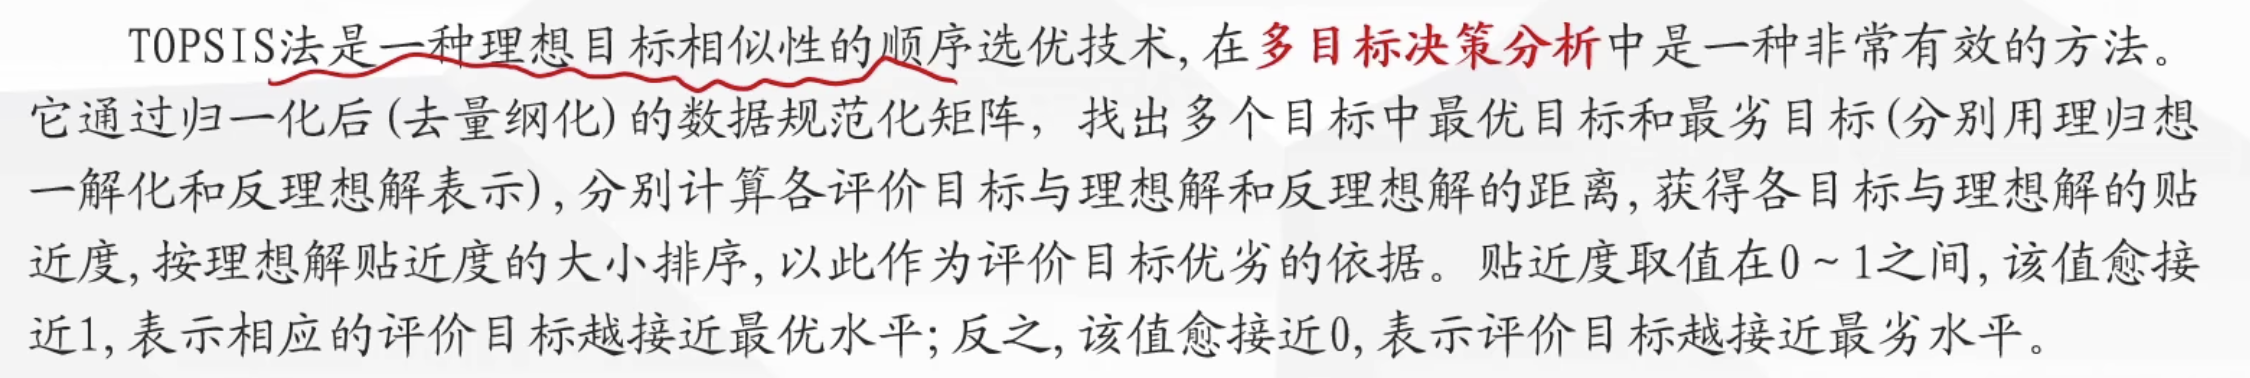 TOPSIS法是一种理想目标相似性的顺序选优技术,在多目标决策分析中是一种非常有效的方法。
它通过归一化后(去量纲化)的数据规范化矩阵，找出多个目标中最优目标和最劣目标(分别用理归想
一解化和反理想解表示),分别计算各评价目标与理想解和反理想解的距离,获得各目标与理想解的贴
近度,按理想解贴近度的大小排序,以此作为评价目标优劣的依据。贴近度取值在0~1之间,该值愈接
近1,表示相应的评价目标越接近最优水平;反之,该值愈接近0,表示评价目标越接近最劣水平。